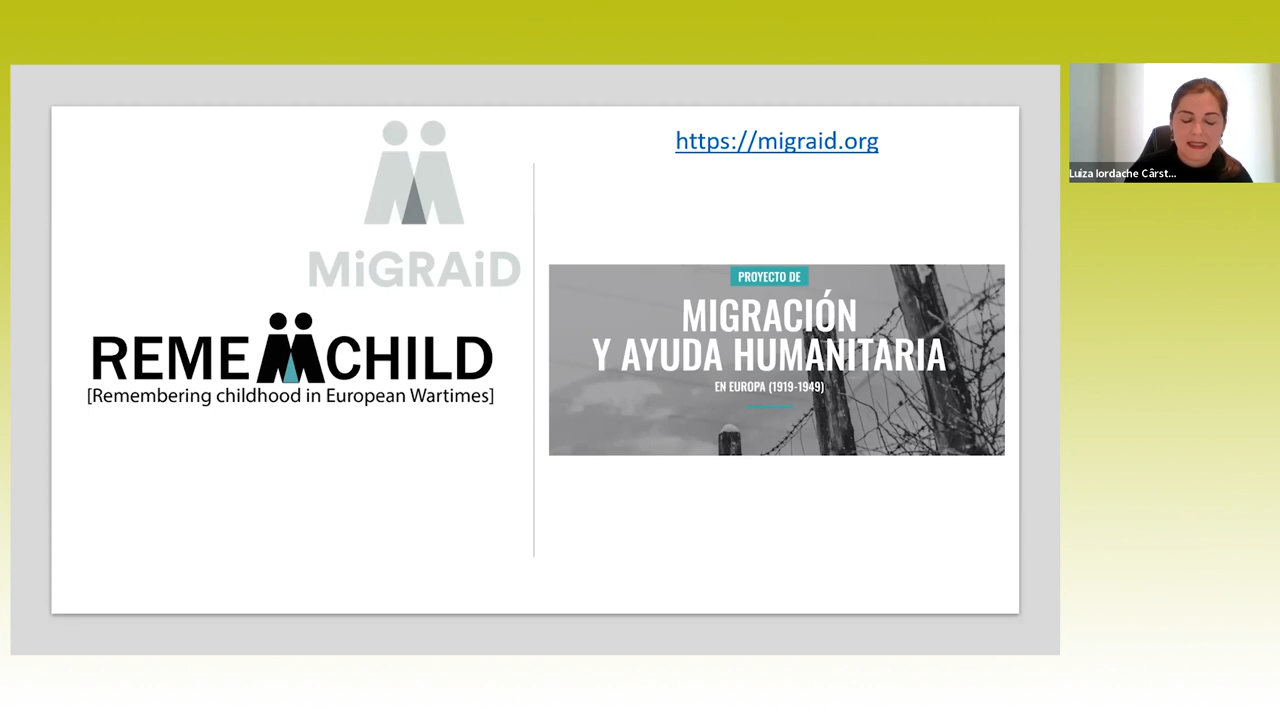 MiGRAiD
REMEMCHILD
[Remembering childhood in European Wartimes]
https://migraid.org
PROYECTO DE
MIGRACIÓN
Y AYUDA HUMANITARIA
EN EUROPA (1919-1949)
Luiza Iordache Cârst...